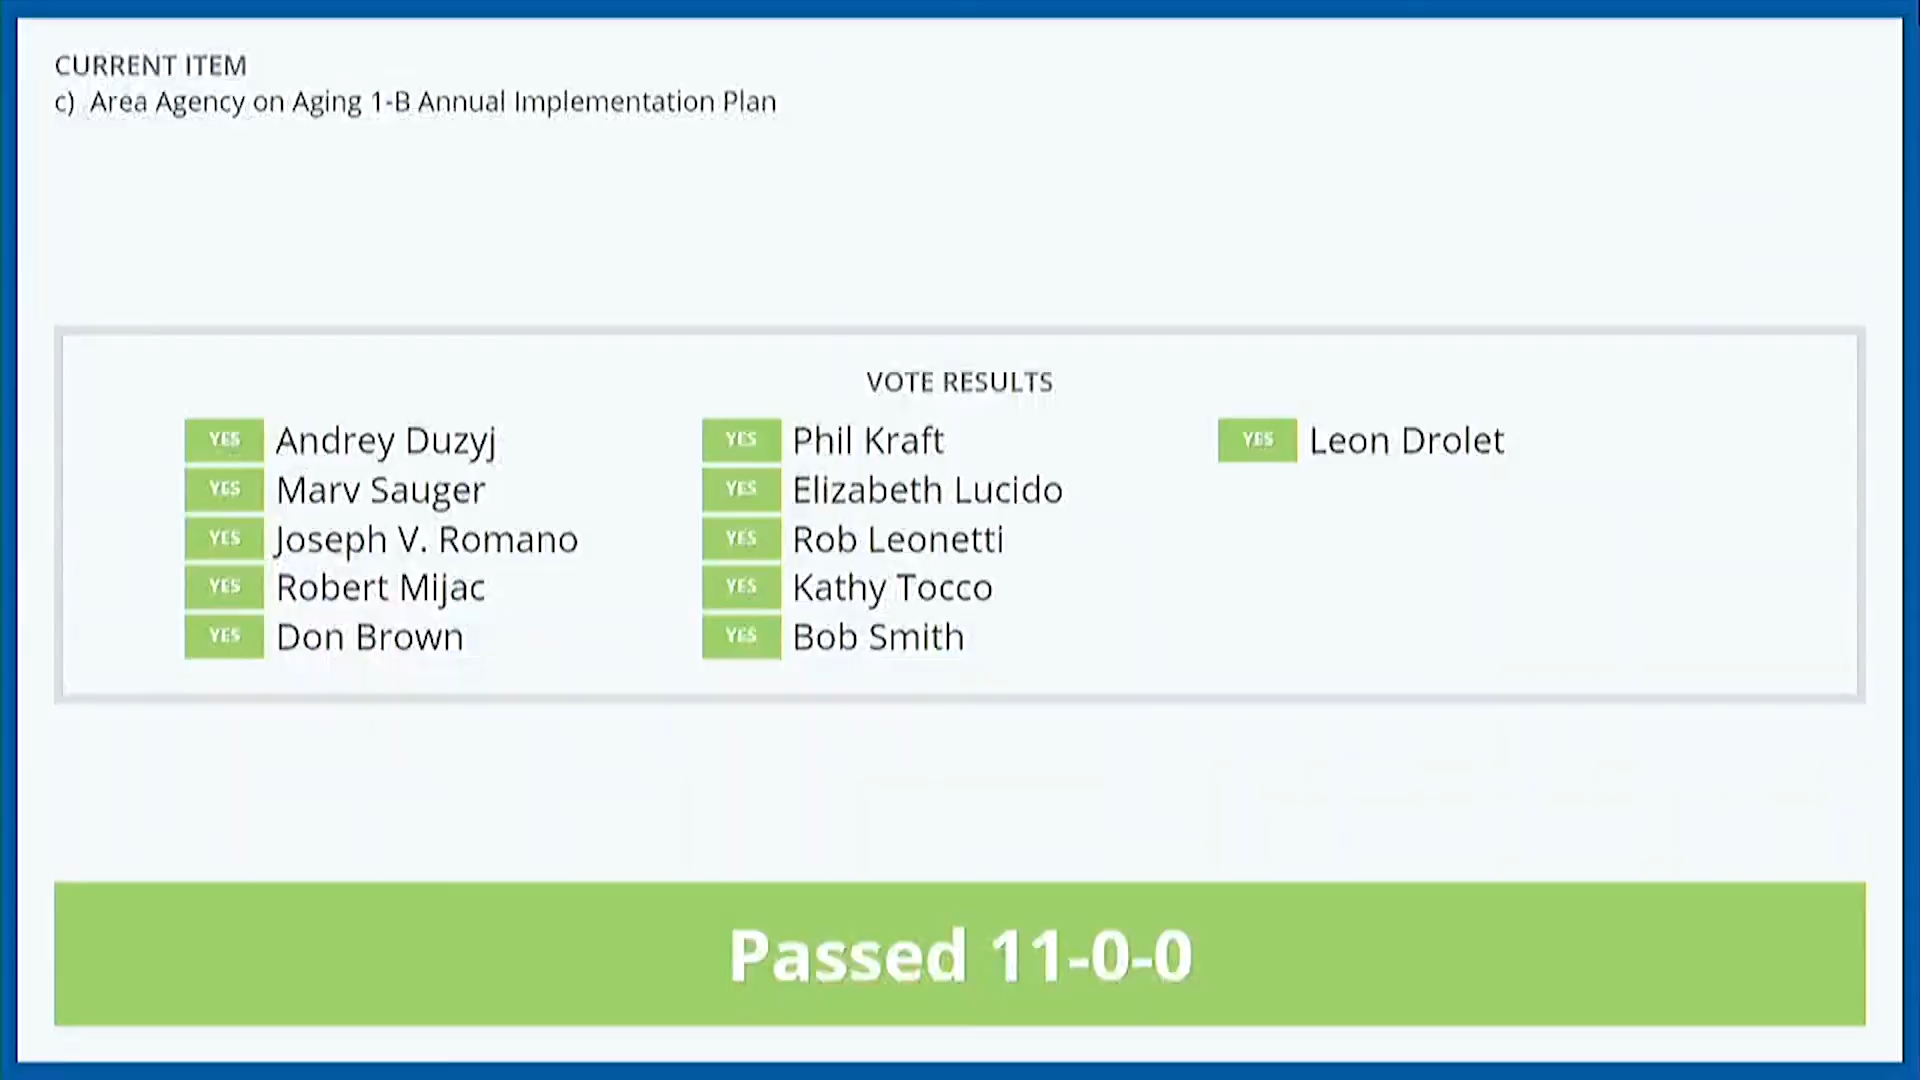 CURRENT ITEM
c) Area Agency on Aging 1-B Annual Implementation Plan
VOTE RESULTS
YES Andrey Duzyj
YES Marv Sauger
YES Joseph V. Romano
YES Robert Mijac
YES Don Brown
YES Phil Kraft
YES Elizabeth Lucido
YES Rob Leonetti
YES Kathy Tocco
YES Bob Smith
YES Leon Drolet
Passed 11-0-0